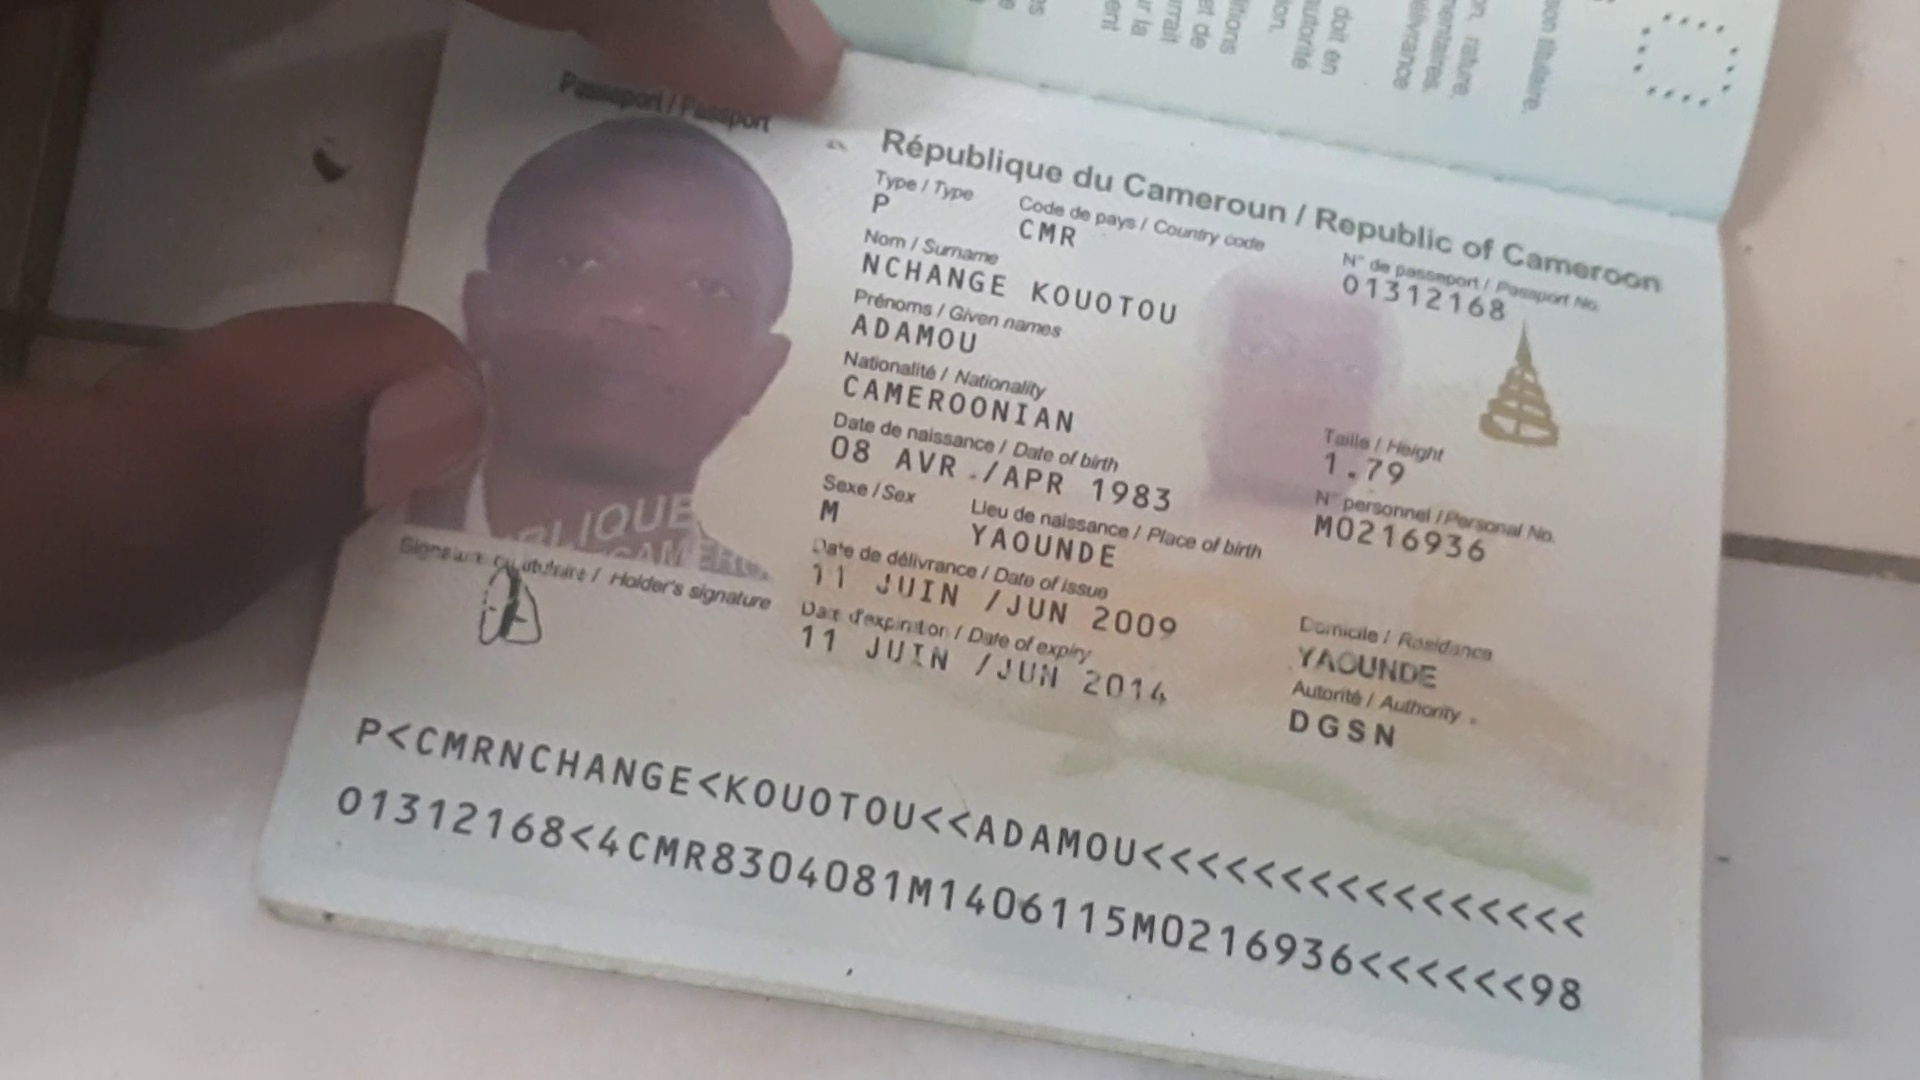 Passeport / Passport
République du Cameroun / Republic of Cameroon
Type / Type
P
Code de pays / Country code
CMR
N° de passeport / Passport No.
01312168
Nom / Surname
NCHANGE KOUOTOU
Prénoms / Given names
ADAMOU
Nationalité / Nationality
CAMEROONIAN
Date de naissance / Date of birth
08 AVR./APR 1983
Taille / Height
1.79
Sexe / Sex
M
Lieu de naissance / Place of birth
YAOUNDE
N° personnel / Personal No.
M0216936
Date de délivrance / Date of issue
11 JUIN /JUN 2009
Date d'expiration / Date of expiry
11 JUIN /JUN 2014
Domicile / Residence
YAOUNDE
Autorité / Authority
DGSN
Signature du titulaire / Holder's signature
P<CMRNCHANGE<KOUOTOU<<ADAMOU<<<<<<<<<<<<<<<<
01312168<4CMR8304081M1406115M0216936<<<<<<98
doit en
autorité
rature,
titulaire.